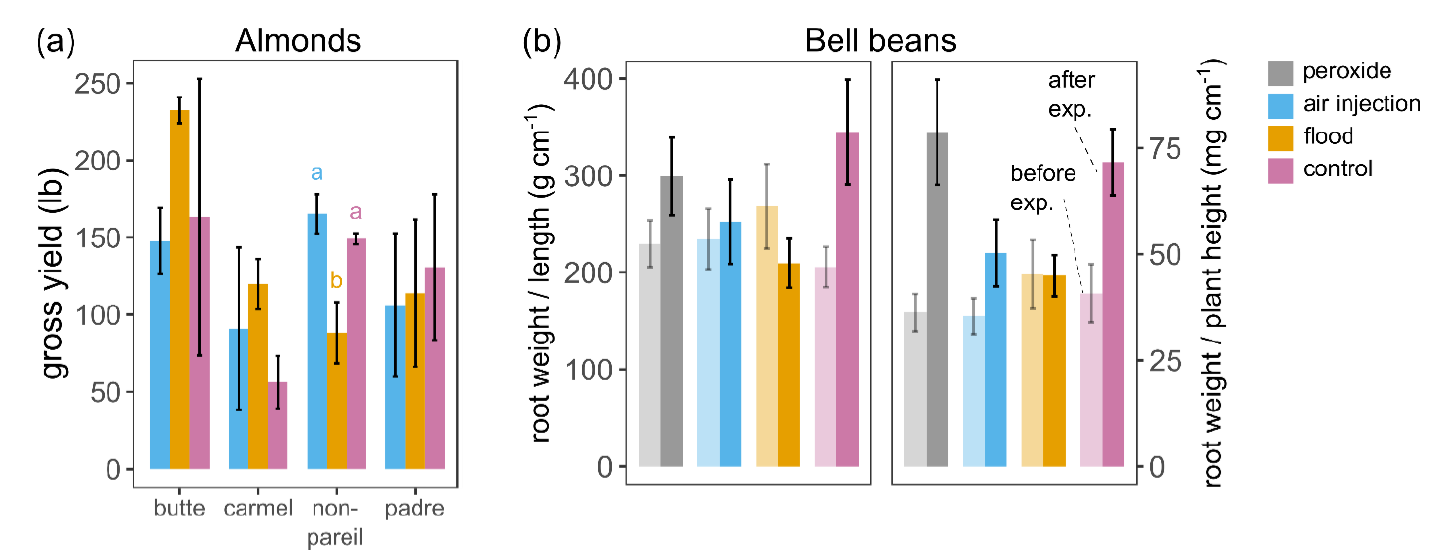 (a)
Almonds
gross yield (lb)
250
200
150
100
50
0
a
b
a
butte
carmel
non-
pareil
padre
(b)
Bell beans
root weight / length (g cm⁻¹)
400
300
200
100
0
after
exp.
before
exp.
75
50
25
0
root weight / plant height (mg cm⁻¹)
peroxide
air injection
flood
control